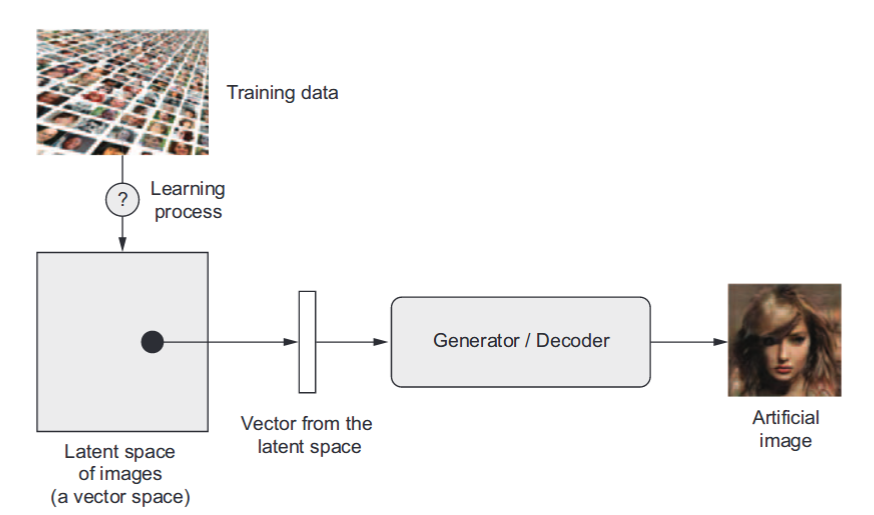 Training data
?
Learning
process
Generator / Decoder
Vector from the
latent space
Artificial
image
Latent space
of images
(a vector space)